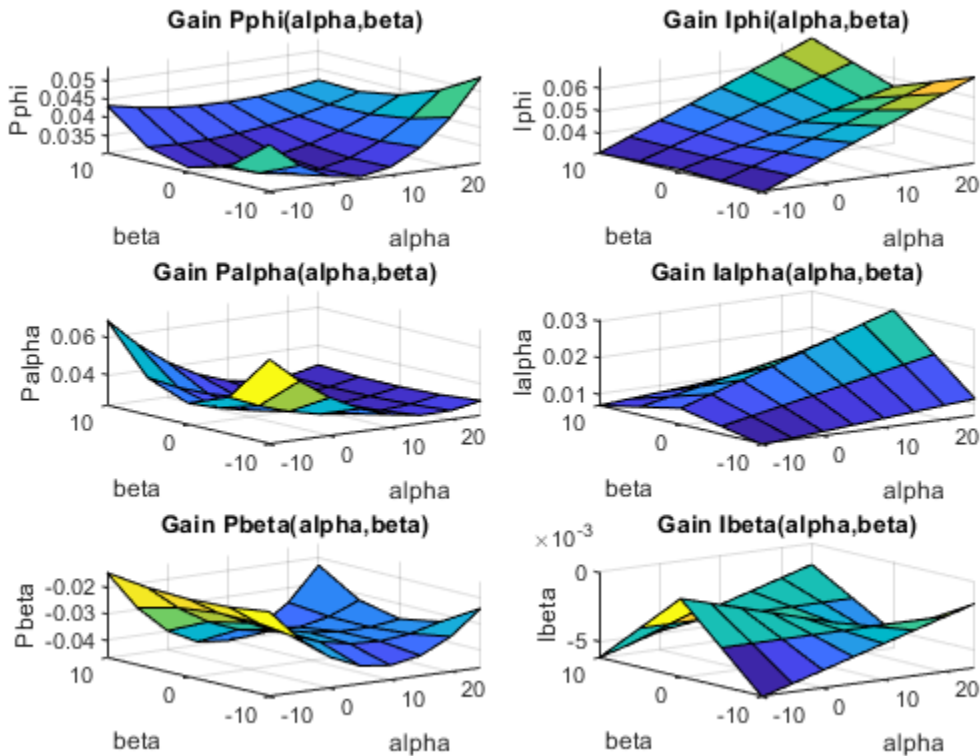 Gain Pphi(alpha,beta)
Pphi
0.05
0.045
0.04
0.035
10
0
-10
-10
0
10
20
beta
alpha
Gain Iphi(alpha,beta)
Iphi
0.06
0.05
0.04
10
0
-10
-10
0
10
20
beta
alpha
Gain Palpha(alpha,beta)
Palpha
0.06
0.04
10
0
-10
-10
0
10
20
beta
alpha
Gain Ialpha(alpha,beta)
Ialpha
0.03
0.02
0.01
10
0
-10
-10
0
10
20
beta
alpha
Gain Pbeta(alpha,beta)
Pbeta
-0.02
-0.03
-0.04
10
0
-10
-10
0
10
20
beta
alpha
Gain Ibeta(alpha,beta)
×10-3
Ibeta
0
-5
10
0
-10
-10
0
10
20
beta
alpha